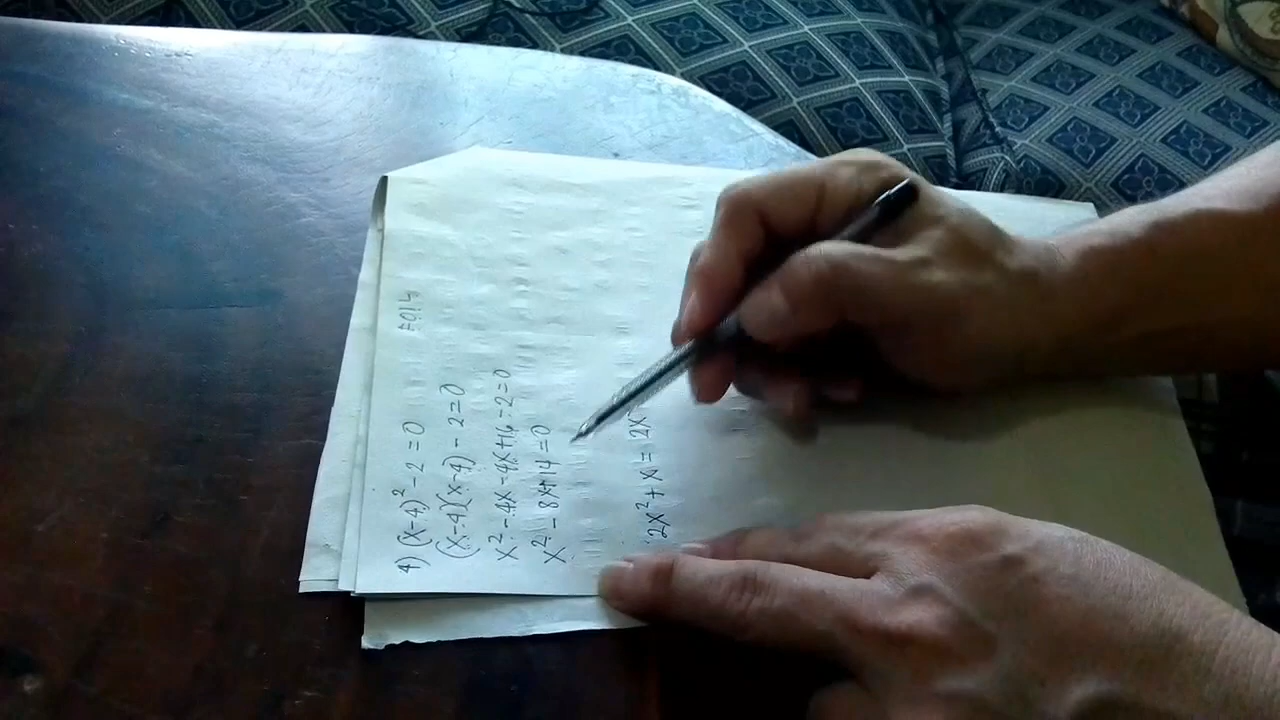 4) (x-4)² - 2 = 0
(x-4)(x-4) - 2 = 0
x² - 4x - 4x + 16 - 2 = 0
x² - 8x + 14 = 0
2x² + x = 2x